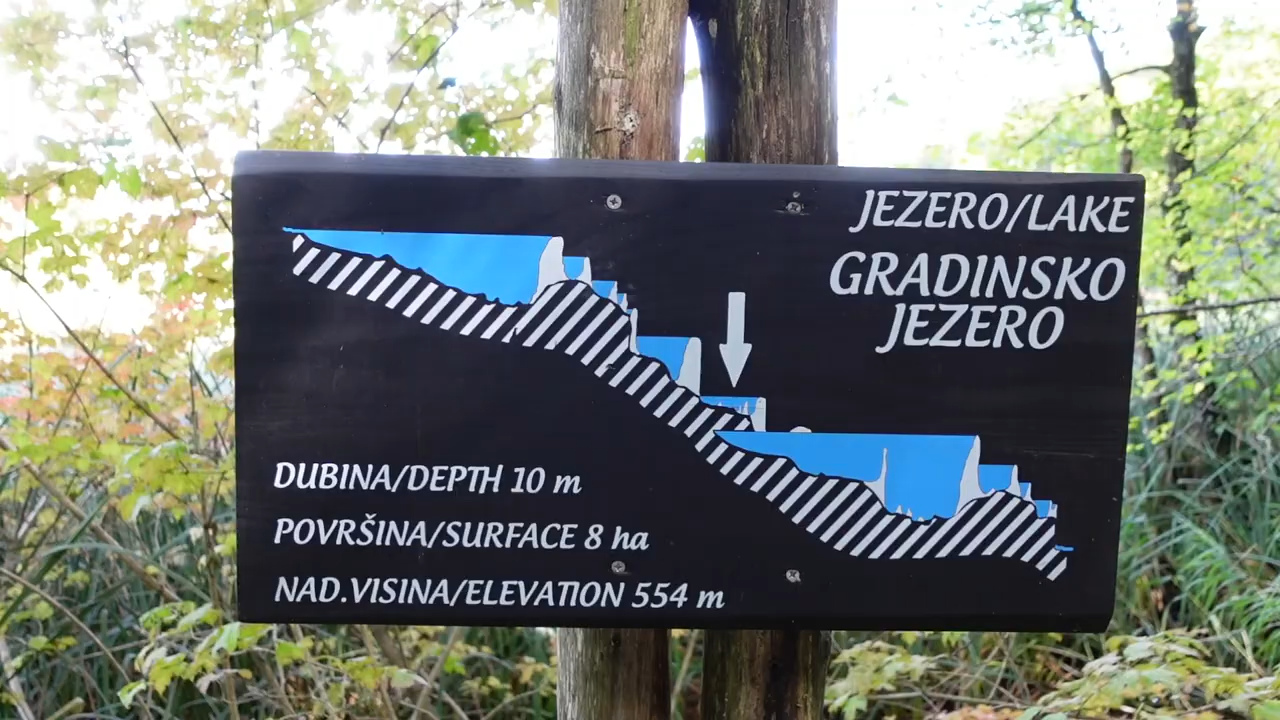 JEZERO/LAKE
GRADINSKO
JEZERO
DUBINA/DEPTH 10 m
POVRŠINA/SURFACE 8 ha
NAD.VISINA/ELEVATION 554 m